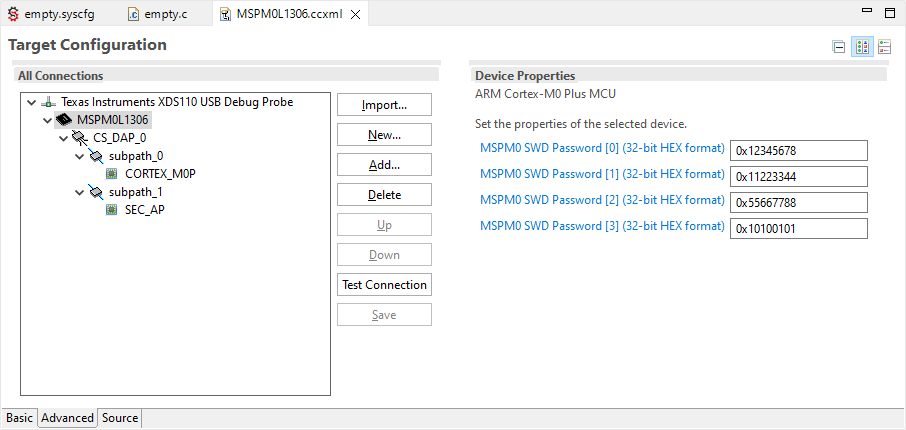 empty.syscfg
empty.c
MSPM0L1306.ccxml
Target Configuration
All Connections
Texas Instruments XDS110 USB Debug Probe
MSPM0L1306
CS_DAP_0
subpath_0
CORTEX_M0P
subpath_1
SEC_AP
Import...
New...
Add...
Delete
Up
Down
Test Connection
Save
Device Properties
ARM Cortex-M0 Plus MCU
Set the properties of the selected device.
MSPM0 SWD Password [0] (32-bit HEX format) 0x12345678
MSPM0 SWD Password [1] (32-bit HEX format) 0x11223344
MSPM0 SWD Password [2] (32-bit HEX format) 0x55667788
MSPM0 SWD Password [3] (32-bit HEX format) 0x10100101
Basic Advanced Source